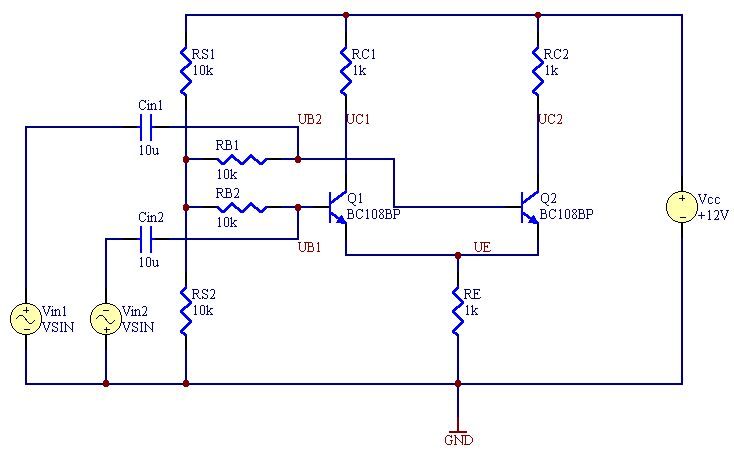 RS1
10k
RC1
1k
RC2
1k
Cin1
10u
UB2
UC1
UC2
RB1
10k
RB2
10k
Q1
BC108BP
Q2
BC108BP
Vcc
+12V
Cin2
10u
UB1
UE
RS2
10k
RE
1k
Vin1
VSIN
Vin2
VSIN
GND